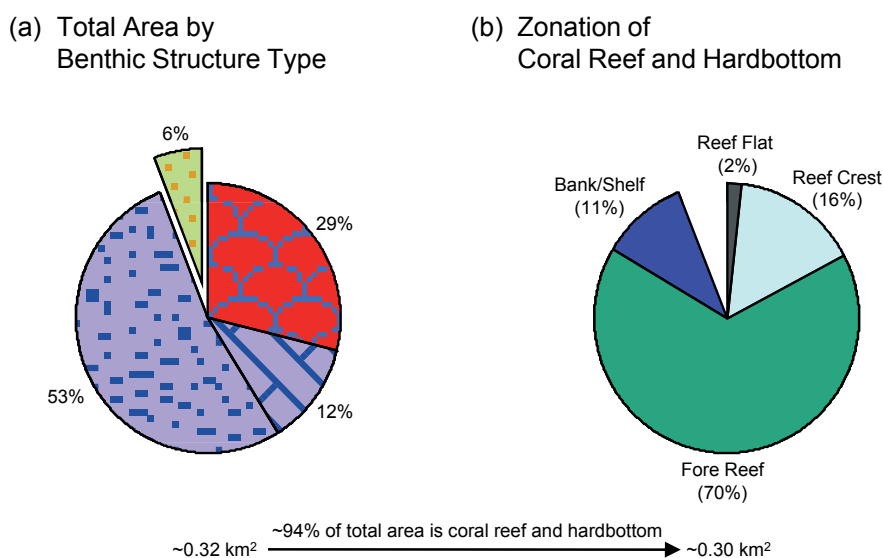 (a) Total Area by
Benthic Structure Type
6%
29%
53%
12%
(b) Zonation of
Coral Reef and Hardbottom
Reef Flat
(2%)
Bank/Shelf
(11%)
Reef Crest
(16%)
Fore Reef
(70%)
~94% of total area is coral reef and hardbottom
~0.32 km²
~0.30 km²